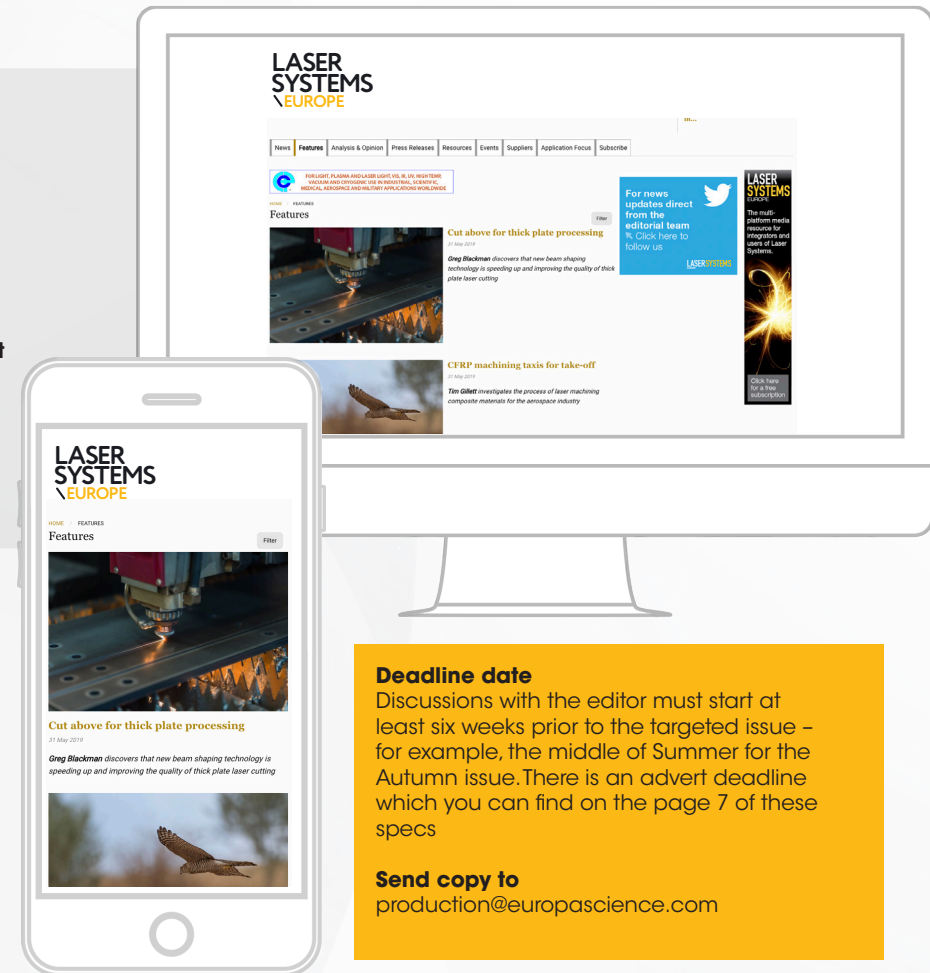 LASER
SYSTEMS
\EUROPE
in...
News Features Analysis & Opinion Press Releases Resources Events Suppliers Application Focus Subscribe
FOR LIGHT, PLASMA AND LASER LIGHT, VIS, IR, UV, HIGH TEMP,
VACUUM AND CRYOGENIC USE IN INDUSTRIAL, SCIENTIFIC,
MEDICAL, AEROSPACE AND MILITARY APPLICATIONS WORLDWIDE
HOME FEATURES
Features
Filter
Cut above for thick plate processing
31 May 2019
Greg Blackman discovers that new beam shaping
technology is speeding up and improving the quality of thick
plate laser cutting
CFRP machining taxis for take-off
31 May 2019
Tim Gillett investigates the process of laser machining
composite materials for the aerospace industry
For news
updates direct
from the
editorial team
Click here to
follow us
LASERSYSTEMS
LASER
SYSTEMS
EUROPE
The multi-
platform media
resource for
integrators and
users of Laser
Systems.
Click here
for a free
subscription
t
LASER
SYSTEMS
\EUROPE
HOME FEATURES
Features
Filter
Cut above for thick plate processing
31 May 2019
Greg Blackman discovers that new beam shaping technology is
speeding up and improving the quality of thick plate laser cutting
Deadline date
Discussions with the editor must start at
least six weeks prior to the targeted issue –
for example, the middle of Summer for the
Autumn issue. There is an advert deadline
which you can find on the page 7 of these
specs
Send copy to
production@europascience.com